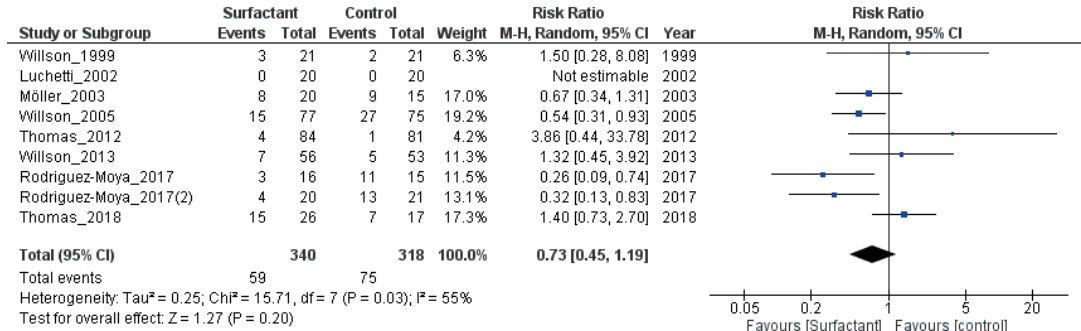 Surfactant Control Risk Ratio Risk Ratio
Study or Subgroup Events Total Events Total Weight M-H, Random, 95% CI Year M-H, Random, 95% CI
Willson_1999 3 21 2 21 6.3% 1.50 [0.28, 8.08] 1999
Luchetti_2002 0 20 0 20 Not estimable 2002
Möller_2003 8 20 9 15 17.0% 0.67 [0.34, 1.31] 2003
Willson_2005 15 77 27 75 19.2% 0.54 [0.31, 0.93] 2005
Thomas_2012 4 84 1 81 4.2% 3.86 [0.44, 33.78] 2012
Willson_2013 7 56 5 53 11.3% 1.32 [0.45, 3.92] 2013
Rodriguez-Moya_2017 3 16 11 15 11.5% 0.26 [0.09, 0.74] 2017
Rodriguez-Moya_2017(2) 4 20 13 21 13.1% 0.32 [0.13, 0.83] 2017
Thomas_2018 15 26 7 17 17.3% 1.40 [0.73, 2.70] 2018
Total (95% CI) 340 318 100.0% 0.73 [0.45, 1.19]
Total events 59 75
Heterogeneity: Tau² = 0.25; Chi² = 15.71, df = 7 (P = 0.03); I² = 55%
Test for overall effect: Z = 1.27 (P = 0.20)
0.05 0.2 1 5 20
Favours [Surfactant] Favours [control]